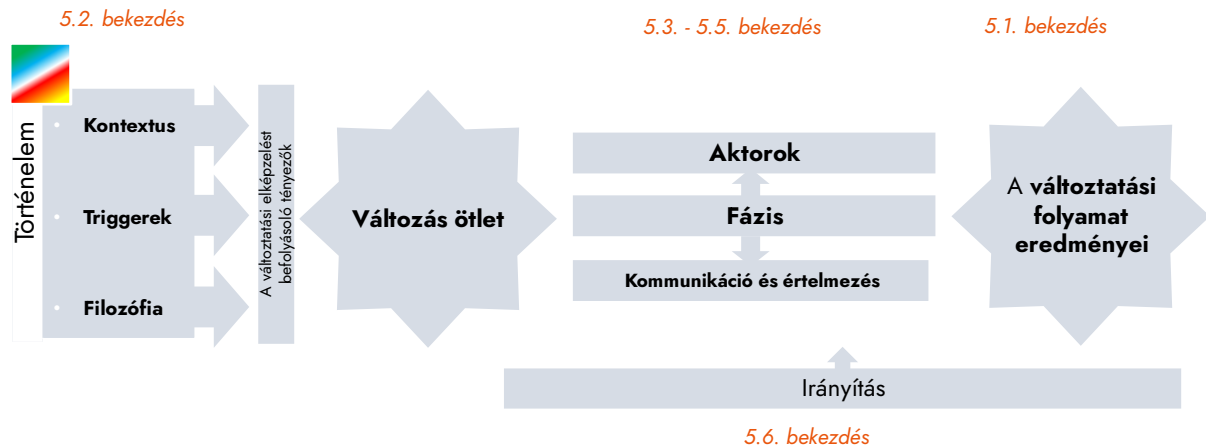 5.2. bekezdés
5.3. - 5.5. bekezdés
5.1. bekezdés
Történelem
• Kontextus
• Triggerek
• Filozófia
A változtatási elképzelést
befolyásoló tényezők
Változás ötlet
Aktorok
Fázis
Kommunikáció és értelmezés
A változtatási
folyamat
eredményei
Irányítás
5.6. bekezdés